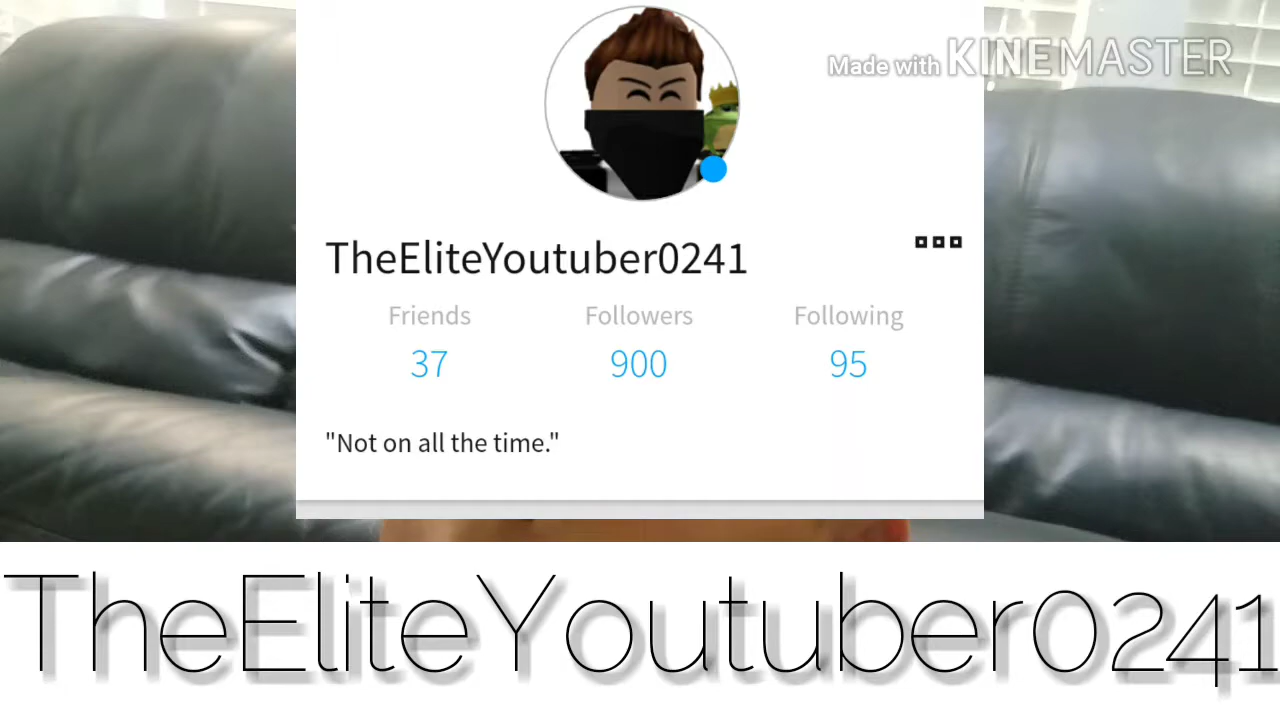 Made with KINEMASTER
TheEliteYoutuber0241
Friends Followers Following
37 900 95
"Not on all the time."
TheEliteYoutuber0241